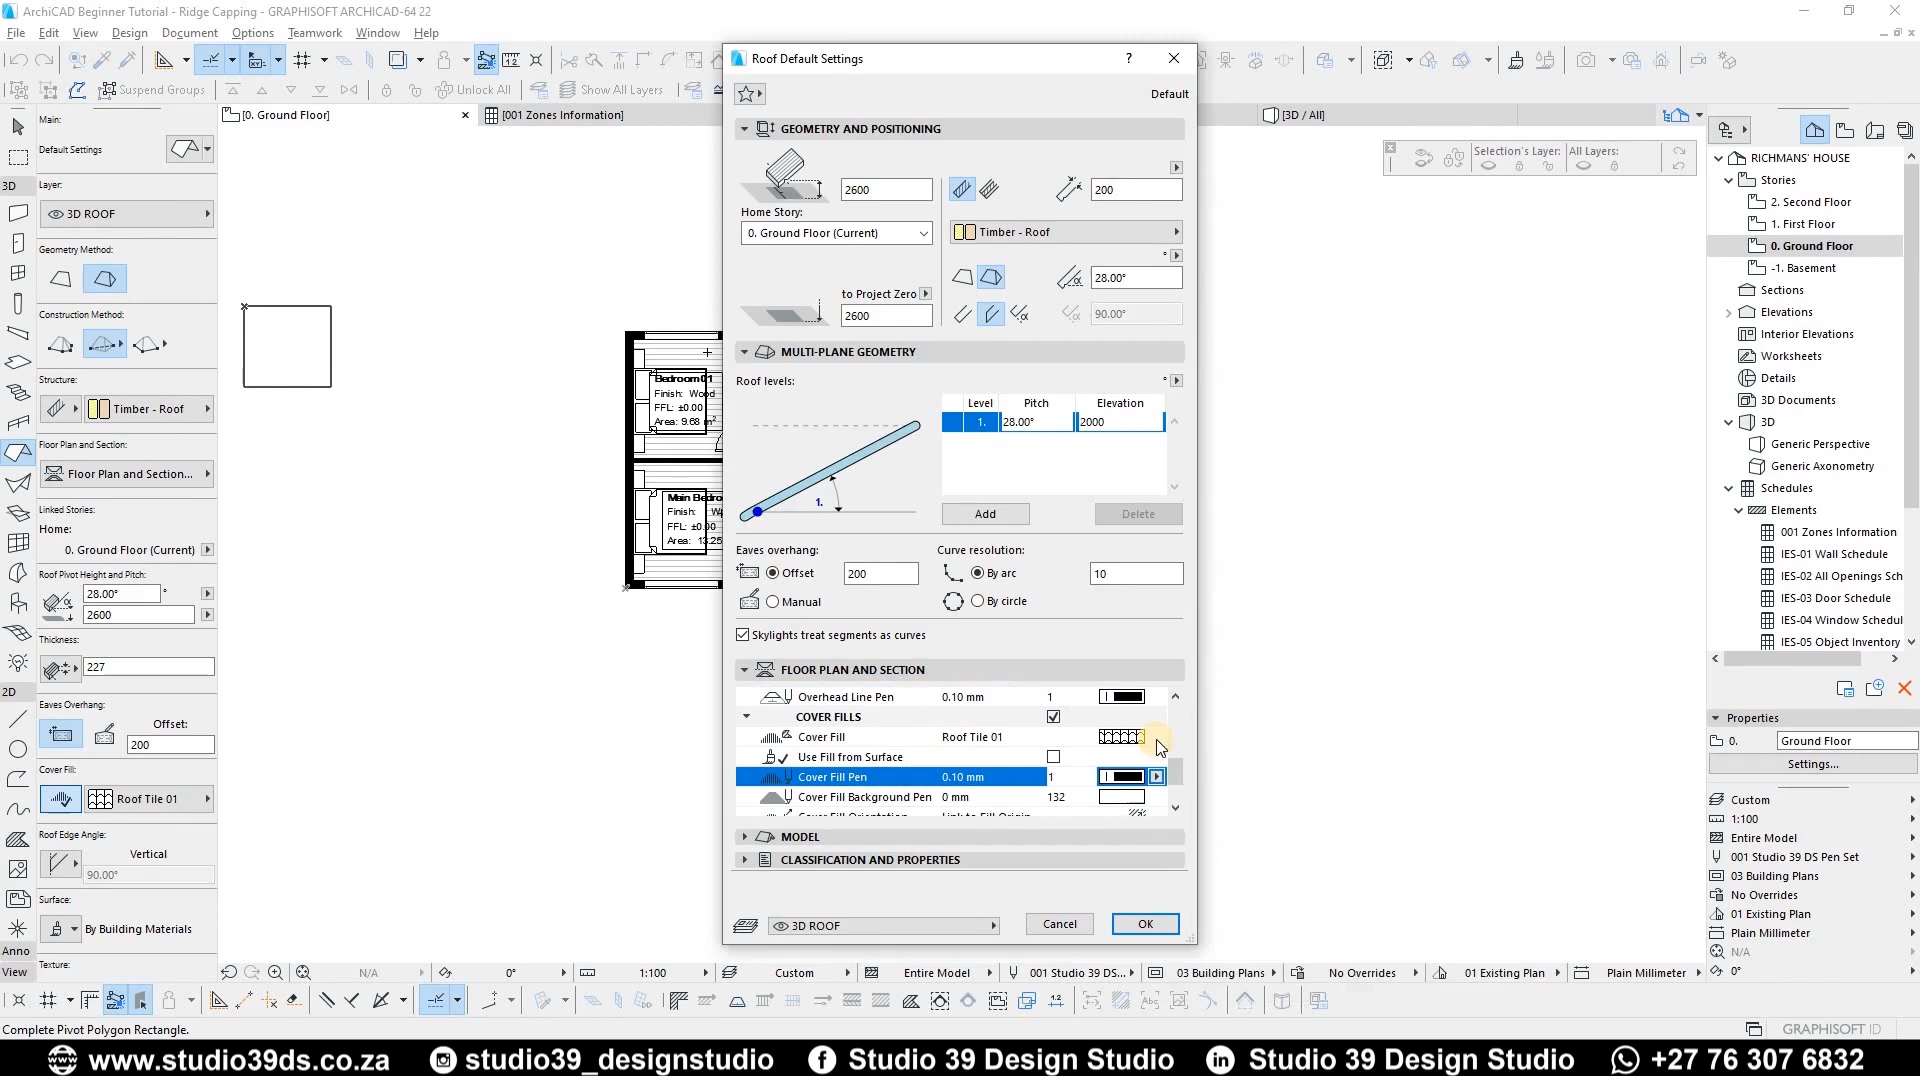 ArchiCAD Beginner Tutorial - Ridge Capping - GRAPHISOFT ARCHICAD-64 22
File Edit View Design Document Options Teamwork Window Help
Suspend Groups
Unlock All
Show All Layers
Selection's Layer:
All Layers:
[0. Ground Floor]
[001 Zones Information]
[3D / All]
Main:
Default Settings
3D
Layer:
3D ROOF
Geometry Method:
Construction Method:
Structure:
Timber - Roof
Floor Plan and Section:
Floor Plan and Section...
Linked Stories:
Home:
0. Ground Floor (Current)
Roof Pivot Height and Pitch:
28.00°
2600
Thickness:
227
2D
Eaves Overhang:
Offset:
200
Cover Fill:
Roof Tile 01
Roof Edge Angle:
Vertical
90.00°
Surface:
By Building Materials
Anno
View
Texture:
Bedroom 01
Finish: Wood
FFL: ±0.00
Area: 9.68 m²
Main Bedro
Finish:
FFL: ±0.00
Area: 13.25
Roof Default Settings
Default
GEOMETRY AND POSITIONING
2600
200
Home Story:
0. Ground Floor (Current)
Timber - Roof
28.00°
to Project Zero
2600
90.00°
MULTI-PLANE GEOMETRY
Roof levels:
Level Pitch Elevation
1. 28.00° 2000
1.
Add
Delete
Eaves overhang:
Curve resolution:
Offset
200
By arc
10
Manual
By circle
Skylights treat segments as curves
FLOOR PLAN AND SECTION
Overhead Line Pen 0.10 mm 1
COVER FILLS
Cover Fill Roof Tile 01
Use Fill from Surface
Cover Fill Pen 0.10 mm 1
Cover Fill Background Pen 0 mm 132
Cover Fill Orientation Link to Fill Origin
MODEL
CLASSIFICATION AND PROPERTIES
3D ROOF
Cancel
OK
RICHMANS' HOUSE
Stories
2. Second Floor
1. First Floor
0. Ground Floor
-1. Basement
Sections
Elevations
Interior Elevations
Worksheets
Details
3D Documents
3D
Generic Perspective
Generic Axonometry
Schedules
Elements
001 Zones Information
IES-01 Wall Schedule
IES-02 All Openings Sch
IES-03 Door Schedule
IES-04 Window Schedul
IES-05 Object Inventory
Properties
0. Ground Floor
Settings...
Custom
1:100
Entire Model
001 Studio 39 DS Pen Set
03 Building Plans
No Overrides
01 Existing Plan
Plain Millimeter
N/A
0°
N/A 0° 1:100 Custom Entire Model 001 Studio 39 DS... 03 Building Plans No Overrides 01 Existing Plan Plain Millimeter
Complete Pivot Polygon Rectangle.
GRAPHISOFT ID
www.studio39ds.co.za studio39_designstudio Studio 39 Design Studio Studio 39 Design Studio +27 76 307 6832